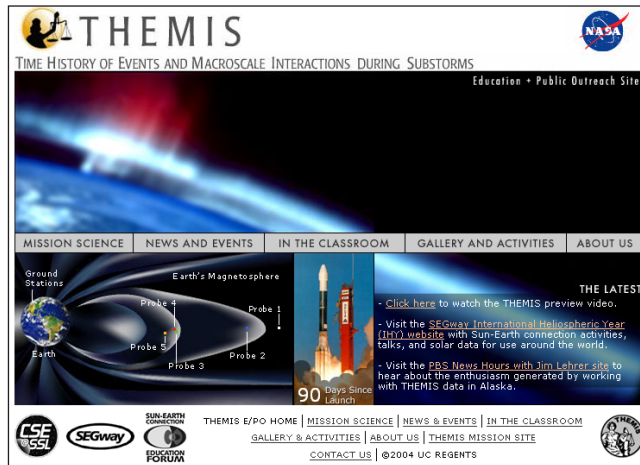 THEMIS
NASA
TIME HISTORY OF EVENTS AND MACROSCALE INTERACTIONS DURING SUBSTORMS
Education + Public Outreach Site
MISSION SCIENCE
NEWS AND EVENTS
IN THE CLASSROOM
GALLERY AND ACTIVITIES
ABOUT US
Ground
Stations
Earth's Magnetosphere
Probe 4
Probe 1
Probe 5
Probe 2
Earth
Probe 3
90 Days Since
Launch
THE LATEST
- Click here to watch the THEMIS preview video.
- Visit the SEGway International Heliospheric Year
(IHY) website with Sun-Earth connection activities,
talks, and solar data for use around the world.
- Visit the PBS News Hours with Jim Lehrer site to
hear about the enthusiasm generated by working
with THEMIS data in Alaska.
CSE
@
SSL
SEGway
SUN-EARTH
CONNECTION
EDUCATION
FORUM
THEMIS E/PO HOME | MISSION SCIENCE | NEWS & EVENTS | IN THE CLASSROOM
GALLERY & ACTIVITIES | ABOUT US | THEMIS MISSION SITE
CONTACT US | ©2004 UC REGENTS
THEMIS